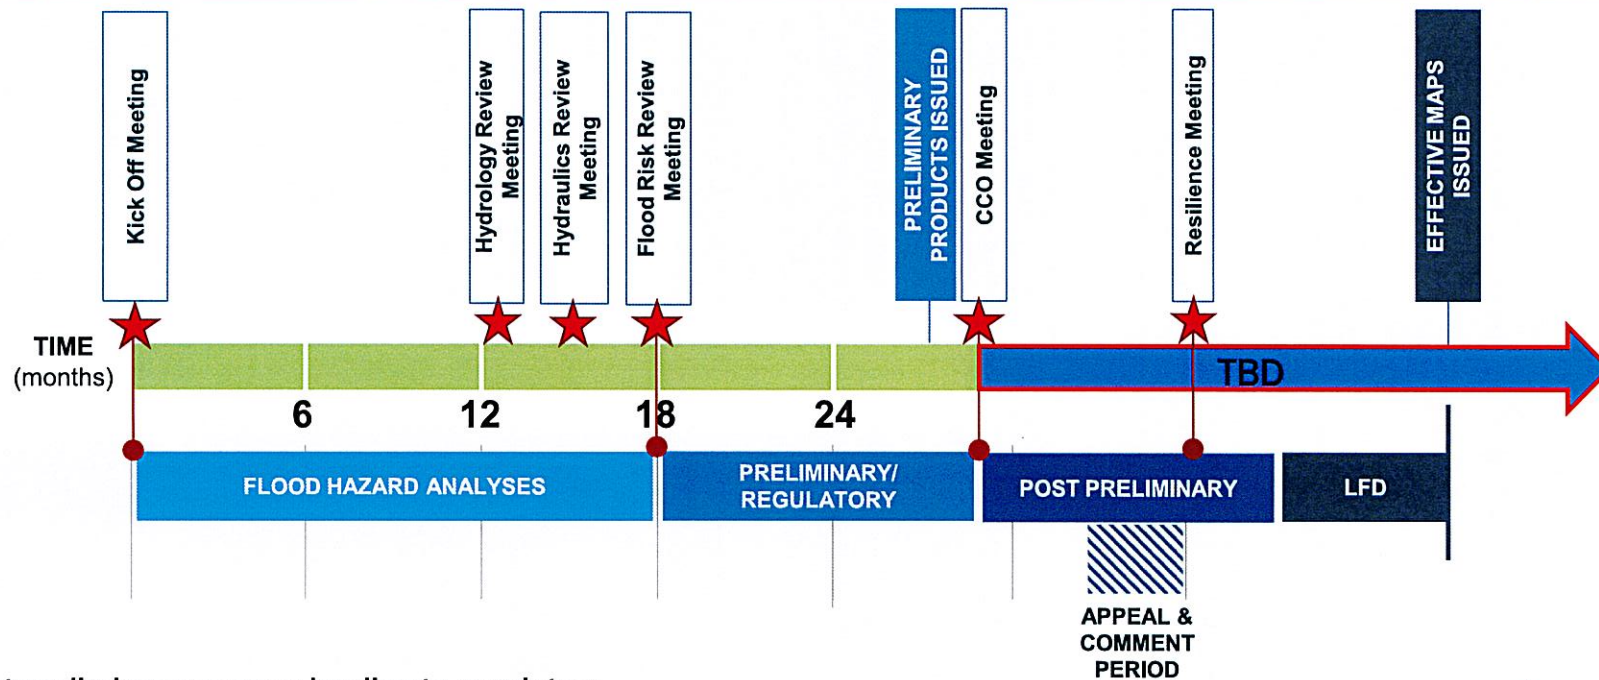 Kick Off Meeting
Hydrology Review
Meeting
Hydraulics Review
Meeting
Flood Risk Review
Meeting
PRELIMINARY
PRODUCTS ISSUED
CCO Meeting
Resilience Meeting
EFFECTIVE MAPS
ISSUED
TIME
(months)
TBD
6
12
18
24
FLOOD HAZARD ANALYSES
PRELIMINARY/
REGULATORY
POST PRELIMINARY
LFD
APPEAL &
COMMENT
PERIOD